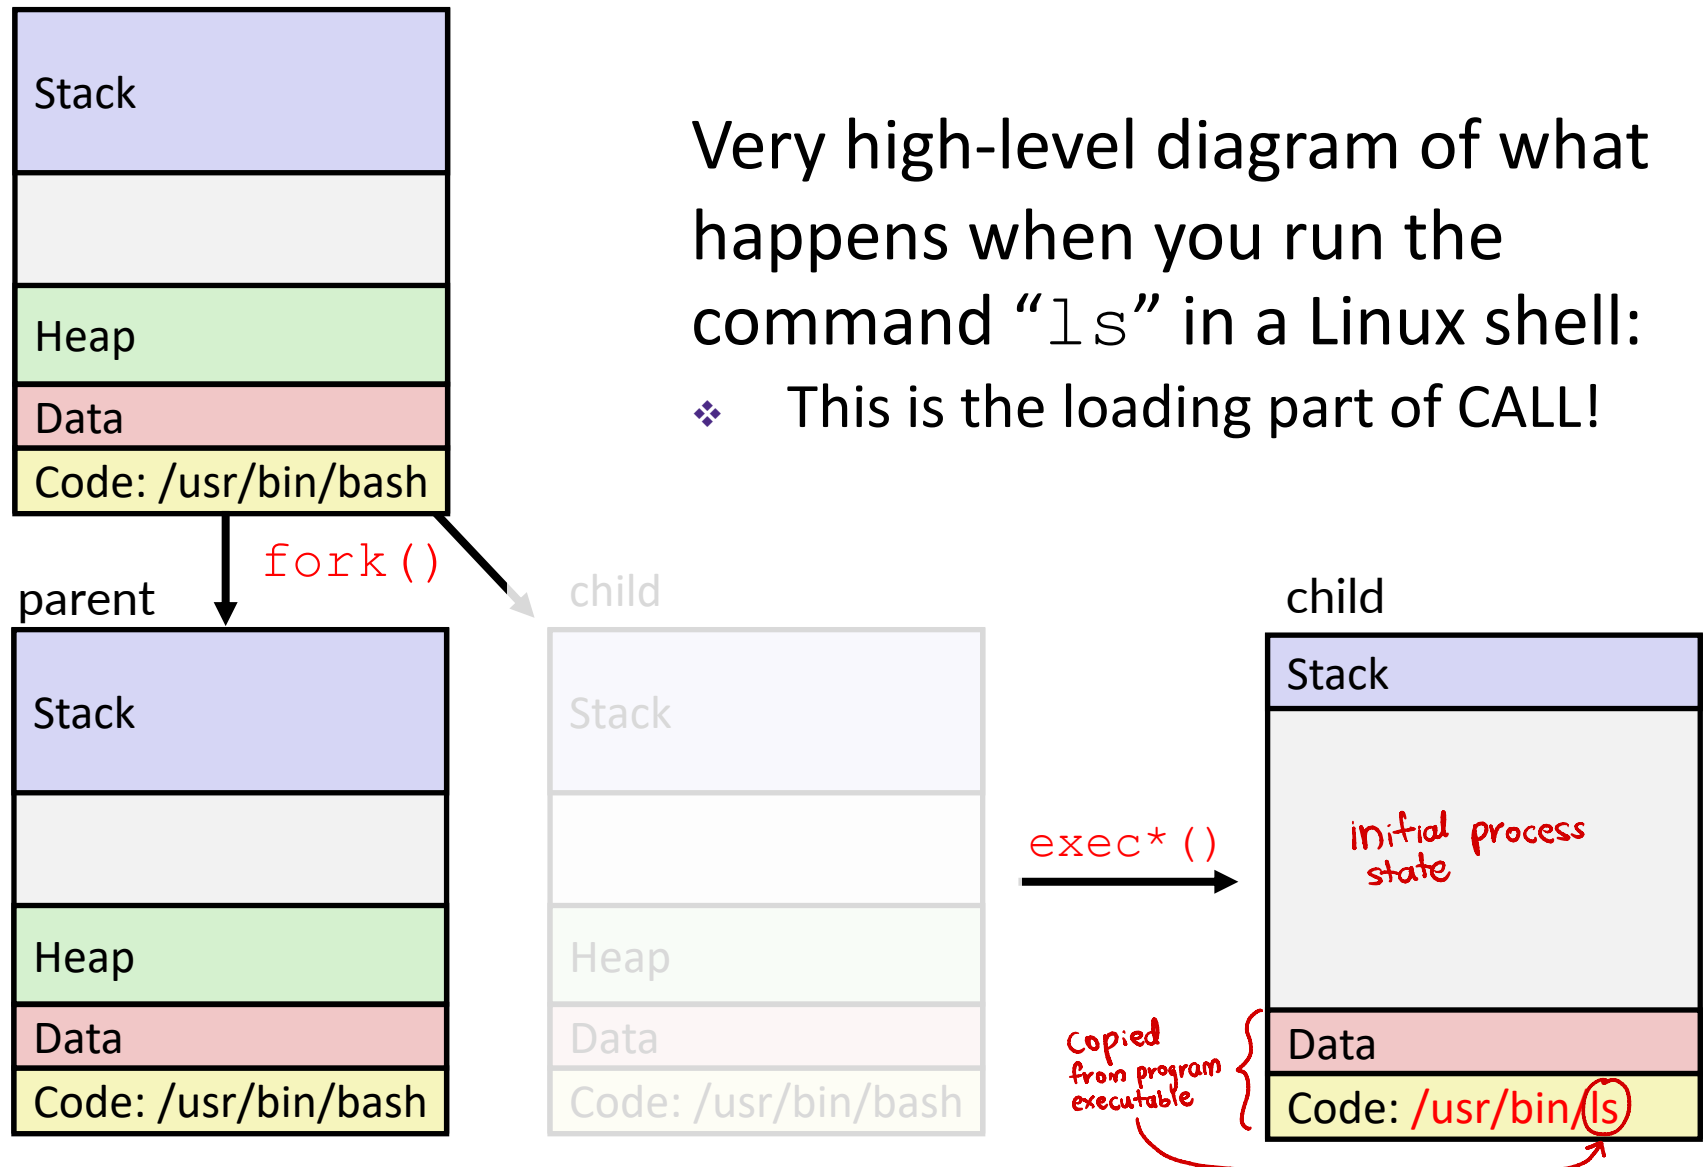 Stack
Heap
Data
Code: /usr/bin/bash
Very high-level diagram of what
happens when you run the
command “ls” in a Linux shell:
❖ This is the loading part of CALL!
fork()
parent
Stack
Heap
Data
Code: /usr/bin/bash
child
Stack
Heap
Data
Code: /usr/bin/bash
exec*()
child
Stack
initial process
state
Copied
from program
executable
Data
Code: /usr/bin/ls